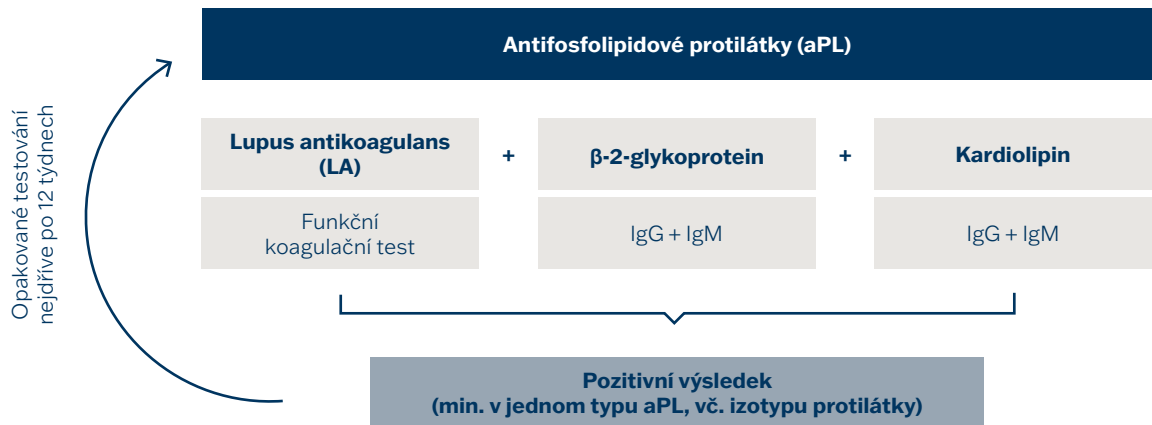 Antifosfolipidové protilátky (aPL)
Opakované testování
nejdříve po 12 týdnech
Lupus antikoagulans
(LA)
+
β-2-glykoprotein
+
Kardiolipin
Funkční
koagulační test
IgG + IgM
IgG + IgM
Pozitivní výsledek
(min. v jednom typu aPL, vč. izotypu protilátky)